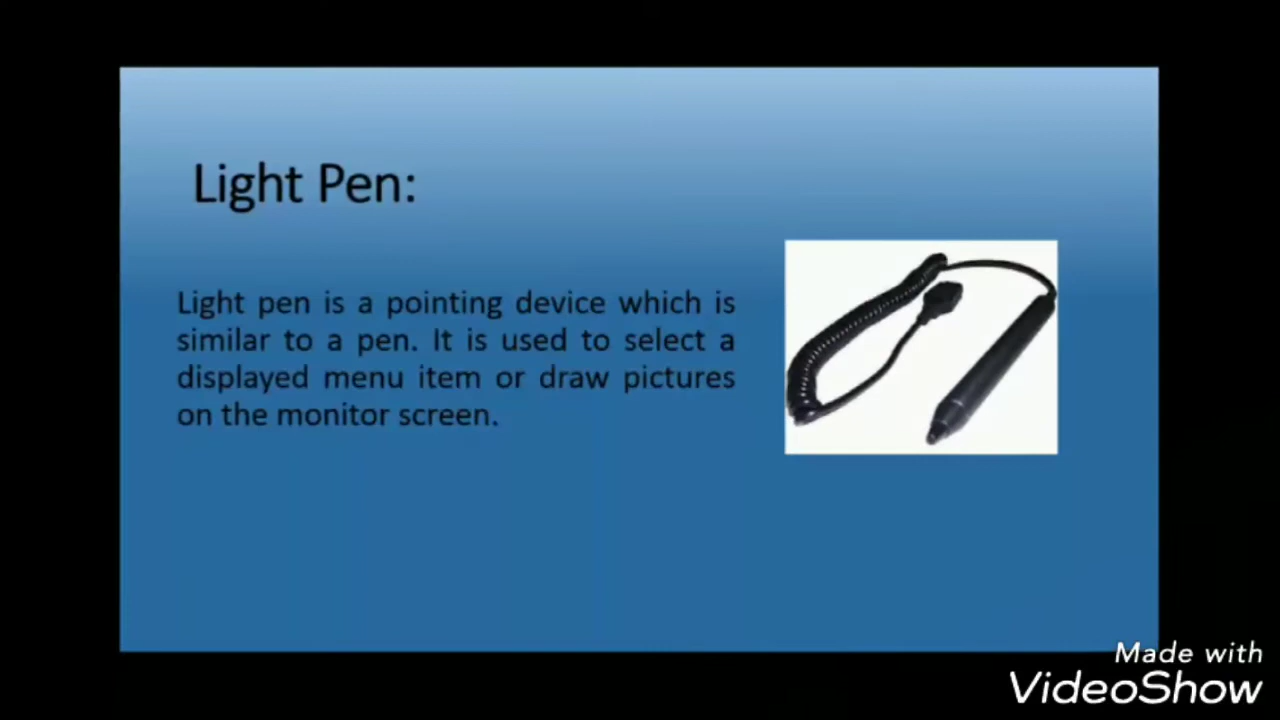 Light Pen:
Light pen is a pointing device which is
similar to a pen. It is used to select a
displayed menu item or draw pictures
on the monitor screen.
Made with
VideoShow